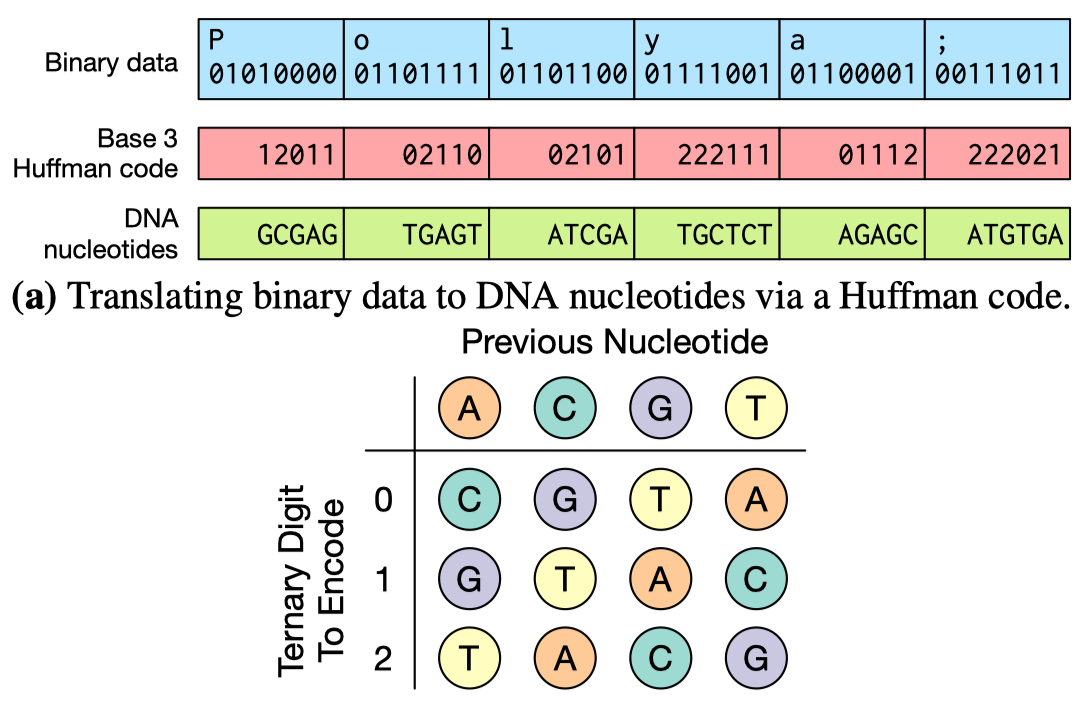 Binary data
P o l y a ;
01010000 01101111 01101100 01111001 01100001 00111011
Base 3
Huffman code
12011 02110 02101 222111 01112 222021
DNA
nucleotides
GCGAG TGAGT ATCGA TGCTCT AGAGC ATGTGA
(a) Translating binary data to DNA nucleotides via a Huffman code.
Previous Nucleotide
A C G T
Ternary Digit
To Encode
0 C G T A
1 G T A C
2 T A C G